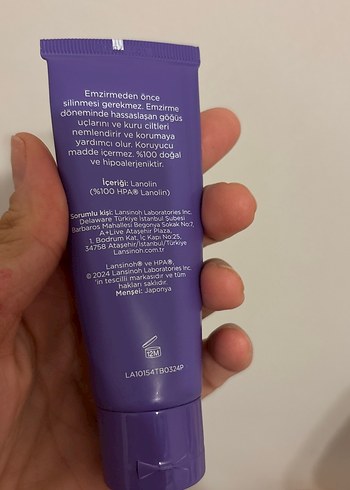 Emzirmeden önce
silinmesi gerekmez. Emzirme
döneminde hassaslaşan göğüs
uçlarını ve kuru ciltleri
nemlendirir ve korumaya
yardımcı olur. Koruyucu
madde içermez. %100 doğal
ve hipoalerjeniktir.
İçeriği: Lanolin
(%100 HPA® Lanolin)
Sorumlu kişi: Lansinoh Laboratories Inc.
Delaware Türkiye İstanbul Şubesi
Barbaros Mahallesi Begonya Sokak No:7,
A+Live Ataşehir Plaza,
1. Bodrum Kat, İç Kapı No:25,
34758 Ataşehir/İstanbul/Türkiye
Lansinoh.com.tr
Lansinoh® ve HPA®,
© 2024 Lansinoh Laboratories Inc.
'in tescilli markasıdır ve tüm
hakları saklıdır.
Menşei: Japonya
12M
LA10154TB0324P